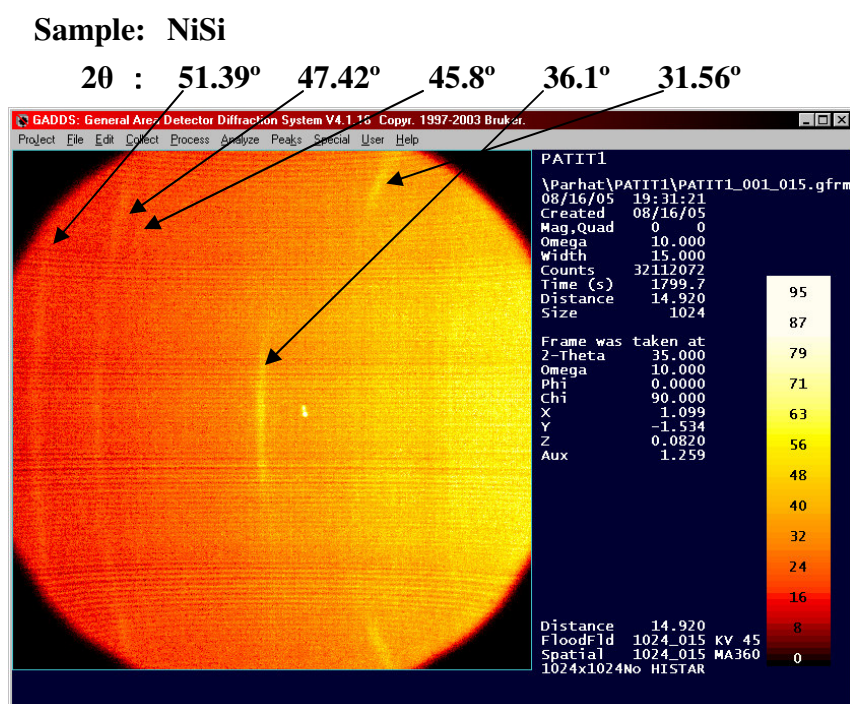 Sample: NiSi
2θ : 51.39º 47.42º 45.8º 36.1º 31.56º
GADDS: General Area Detector Diffraction System V4.1.16 Copyr. 1997-2003 Bruker.
Project File Edit Collect Process Analyze Peaks Special User Help
PATIT1
\Parhat\PATIT1\PATIT1_001_015.gfrm
08/16/05 19:31:21
Created 08/16/05
Mag,Quad 0 0
Omega 10.000
Width 15.000
Counts 32112072
Time (s) 1799.7
Distance 14.920
Size 1024
Frame was taken at
2-Theta 35.000
Omega 10.000
Phi 0.0000
Chi 90.000
X 1.099
Y -1.534
Z 0.0820
Aux 1.259
95
87
79
71
63
56
48
40
32
24
16
8
0
Distance 14.920
FloodFld 1024_015 KV 45
Spatial 1024_015 MA360
1024x1024No HISTAR